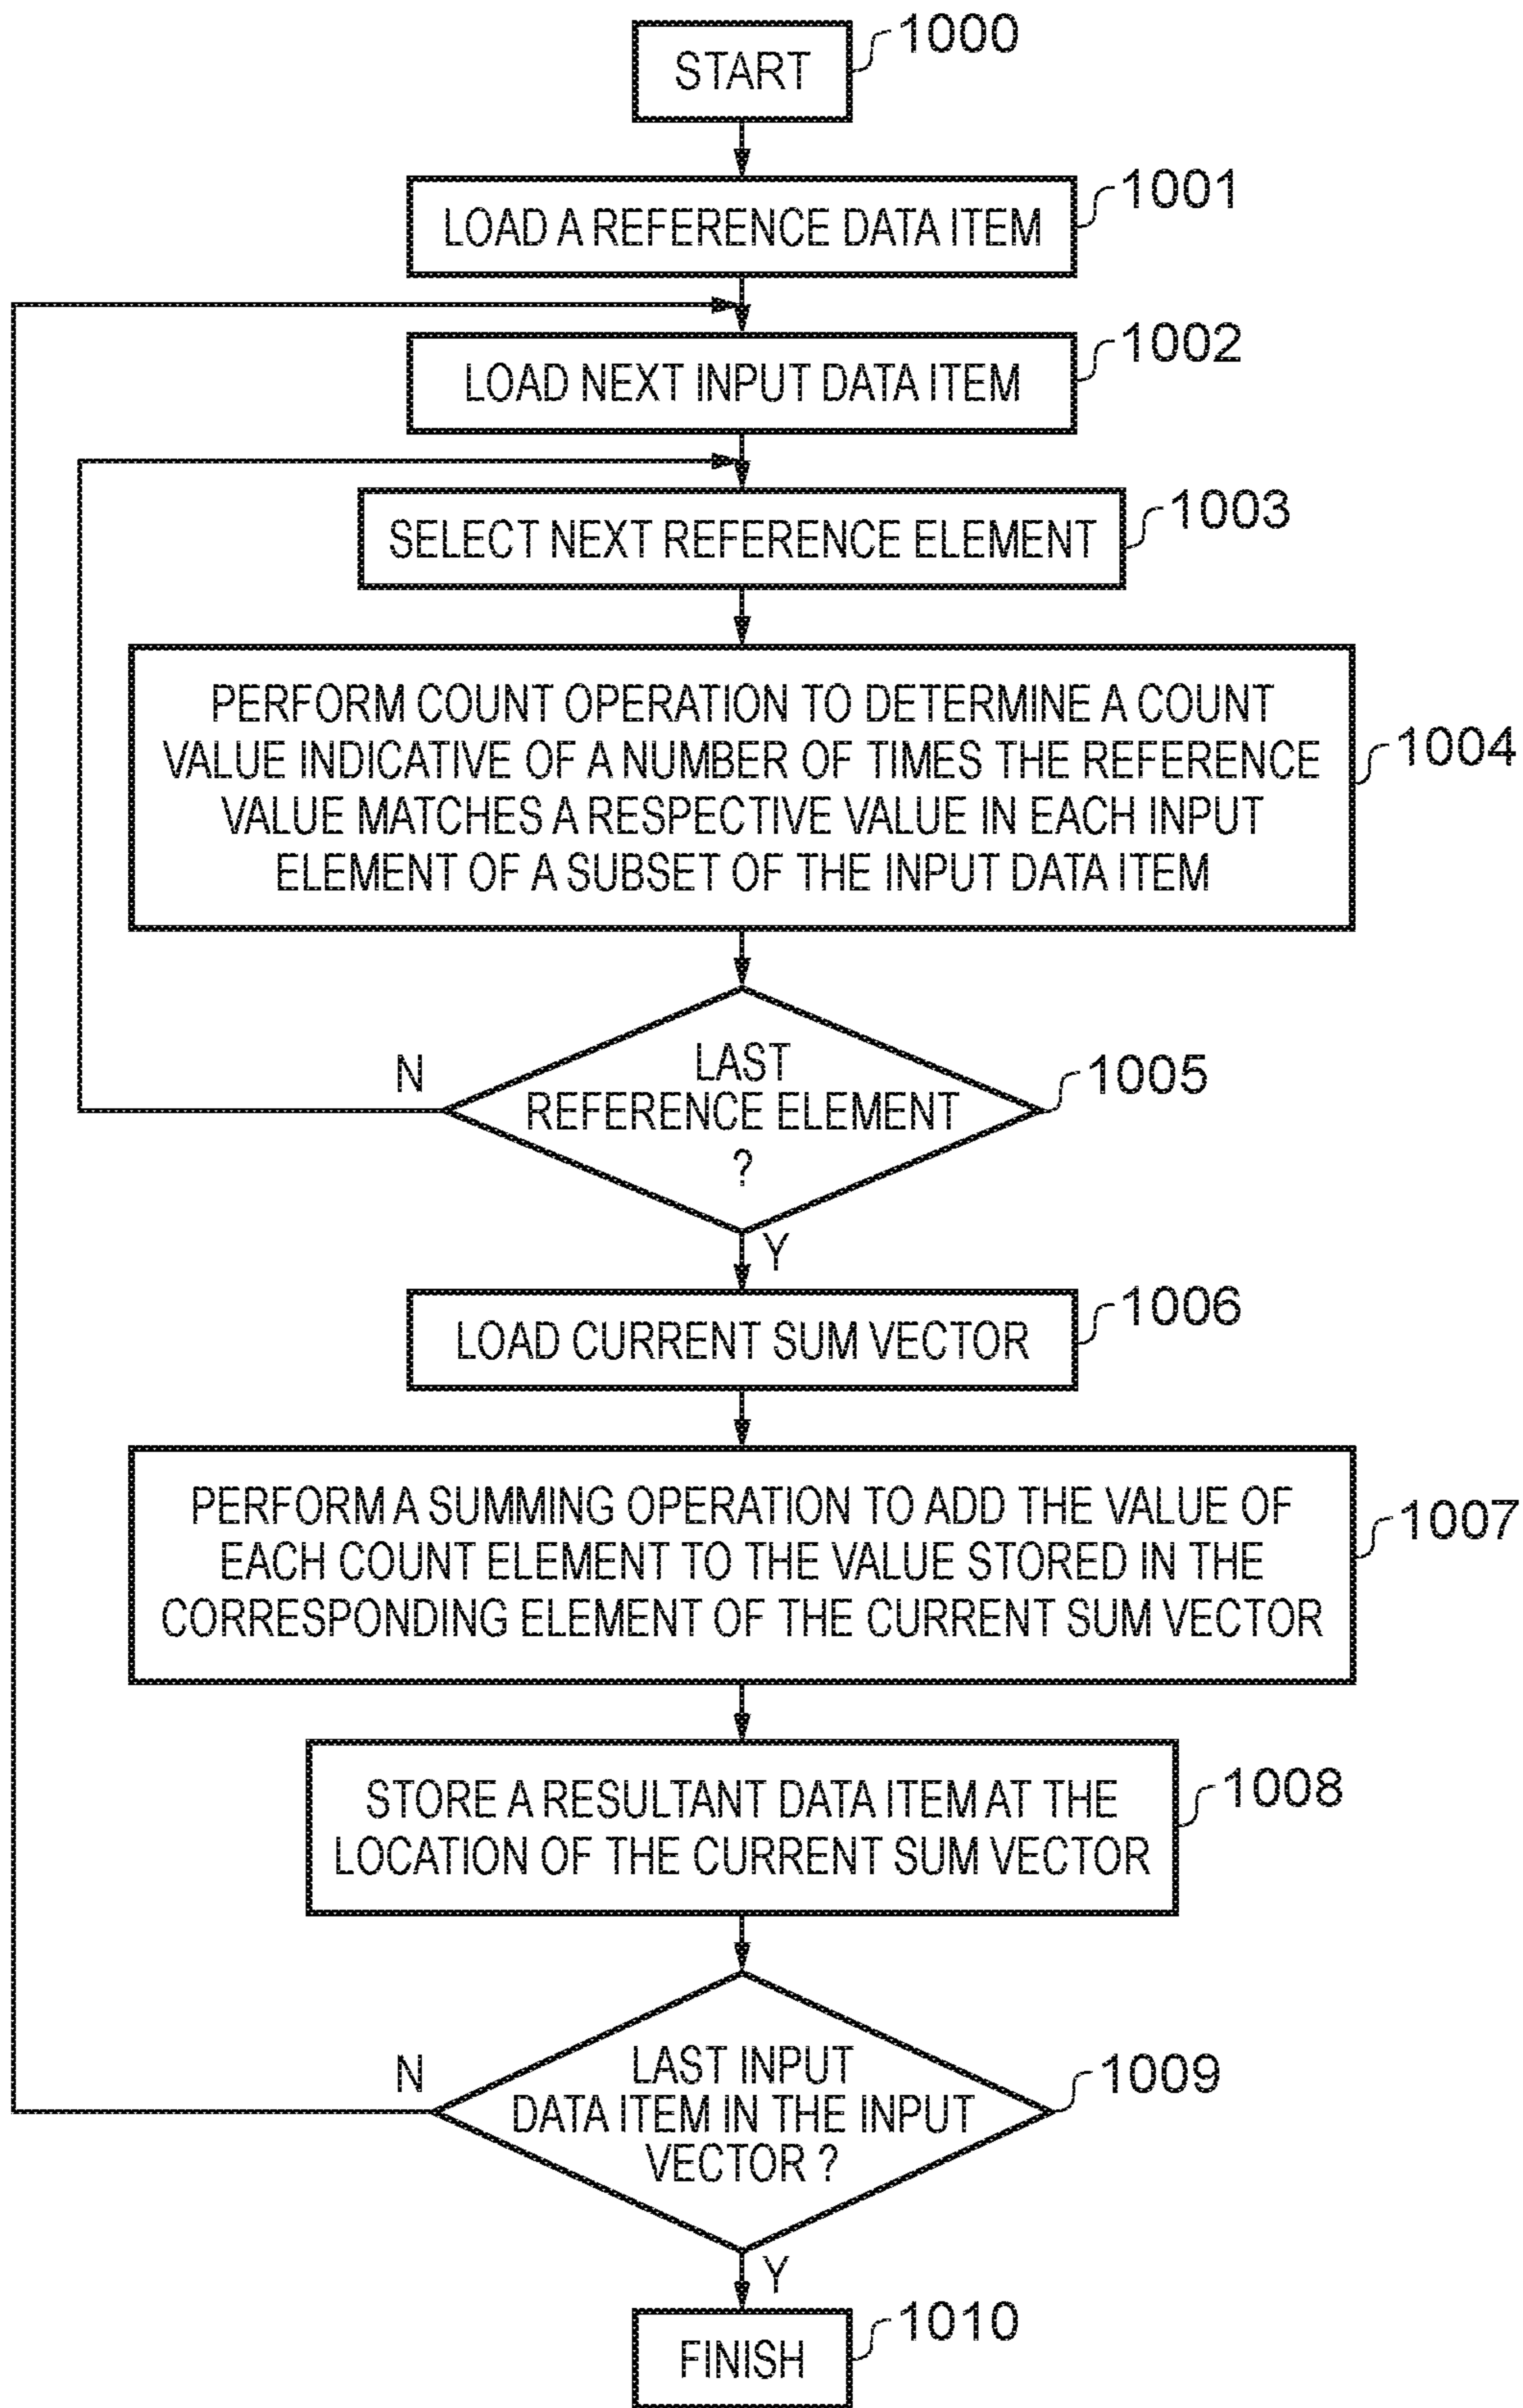 START
1000
LOAD A REFERENCE DATA ITEM
1001
LOAD NEXT INPUT DATA ITEM
1002
SELECT NEXT REFERENCE ELEMENT
1003
PERFORM COUNT OPERATION TO DETERMINE A COUNT
VALUE INDICATIVE OF A NUMBER OF TIMES THE REFERENCE
VALUE MATCHES A RESPECTIVE VALUE IN EACH INPUT
ELEMENT OF A SUBSET OF THE INPUT DATA ITEM
1004
LAST
REFERENCE ELEMENT
?
1005
N
Y
LOAD CURRENT SUM VECTOR
1006
PERFORM A SUMMING OPERATION TO ADD THE VALUE OF
EACH COUNT ELEMENT TO THE VALUE STORED IN THE
CORRESPONDING ELEMENT OF THE CURRENT SUM VECTOR
1007
STORE A RESULTANT DATA ITEM AT THE
LOCATION OF THE CURRENT SUM VECTOR
1008
LAST INPUT
DATA ITEM IN THE INPUT
VECTOR ?
1009
N
Y
FINISH
1010